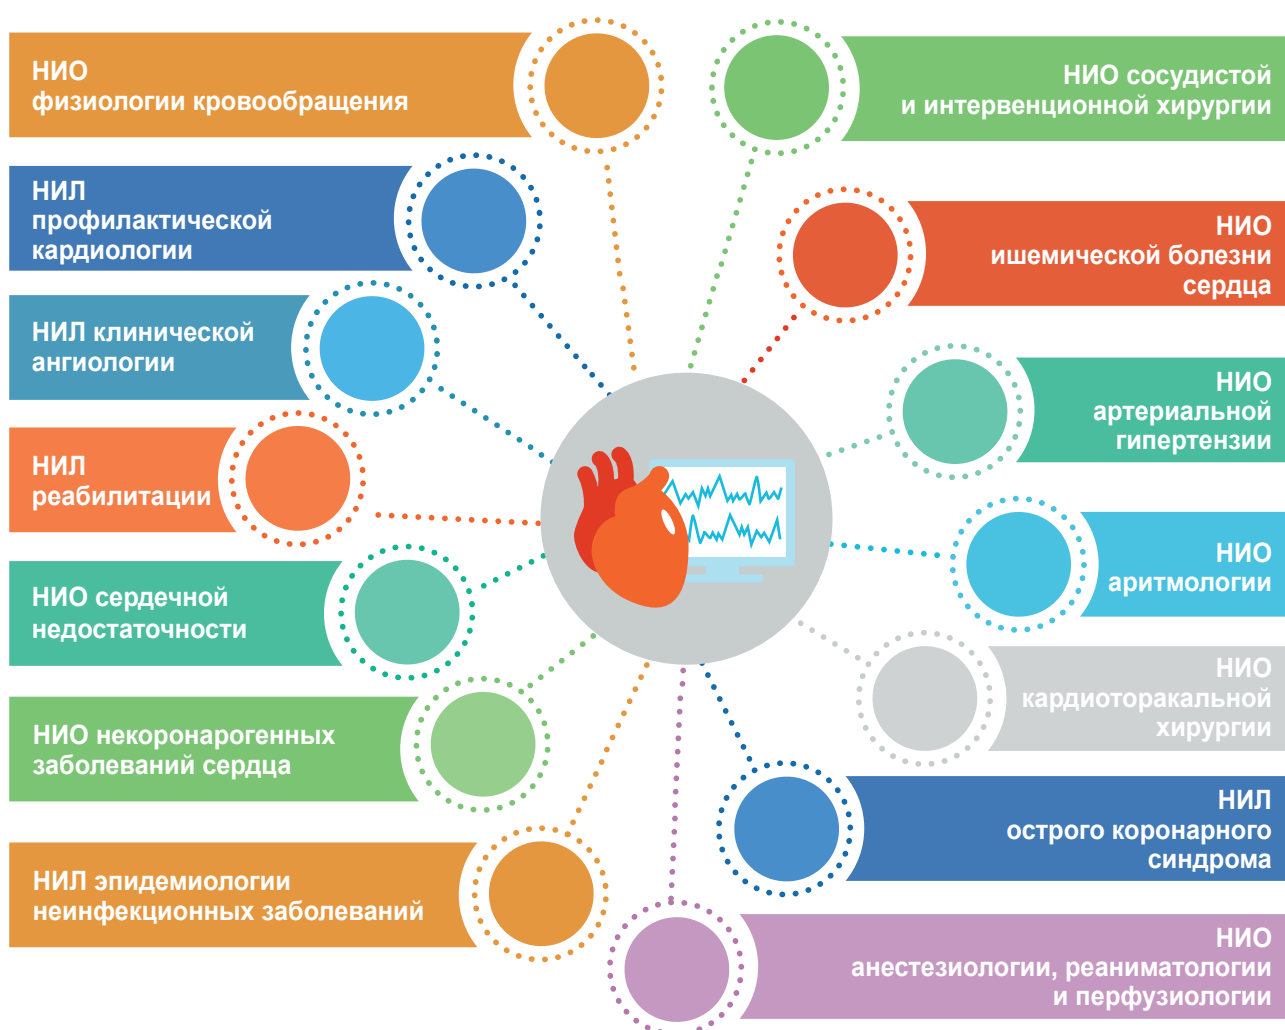 НИО
физиологии кровообращения
НИЛ
профилактической
кардиологии
НИЛ клинической
ангиологии
НИЛ
реабилитации
НИО сердечной
недостаточности
НИО некоронарогенных
заболеваний сердца
НИЛ эпидемиологии
неинфекционных заболеваний
НИО сосудистой
и интервенционной хирургии
НИО
ишемической болезни
сердца
НИО
артериальной
гипертензии
НИО
аритмологии
НИО
кардиоторакальной
хирургии
НИЛ
острого коронарного
синдрома
НИО
анестезиологии, реаниматологии
и перфузиологии